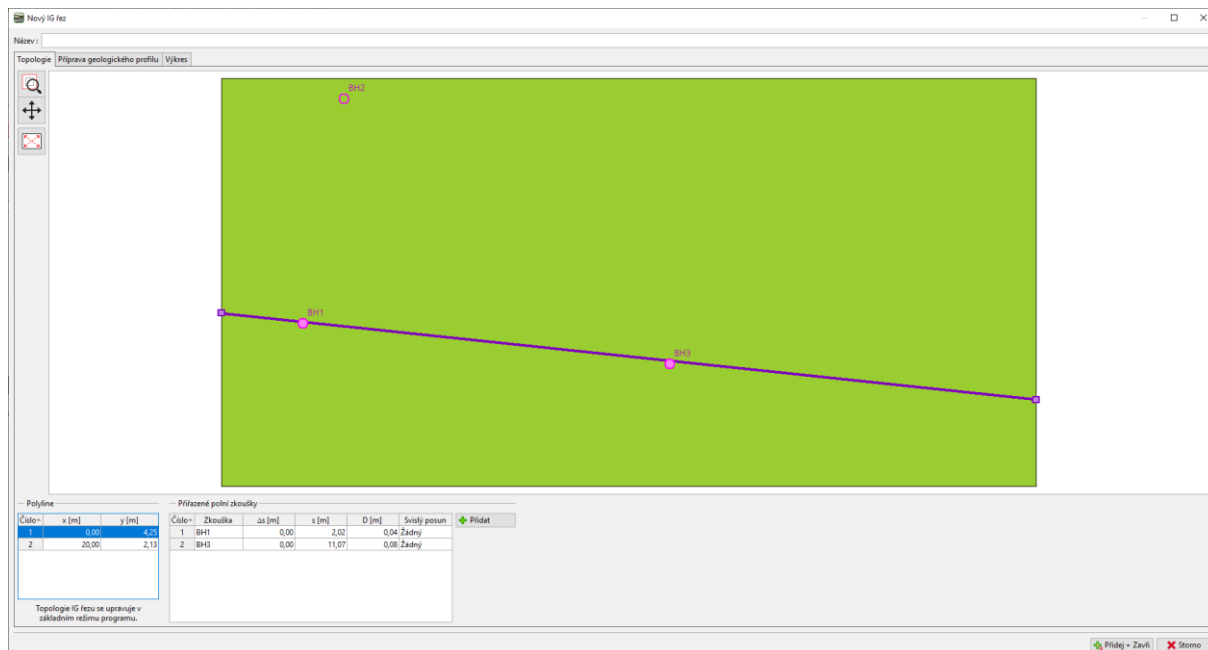 Nový IG řez
Název :
Topologie Příprava geologického profilu Výkres
BH2
BH1
BH3
Polyline
Číslo x [m] y [m]
1 0,00 4,25
2 20,00 2,13
Topologie IG řezu se upravuje v
základním režimu programu.
Přiřazené polní zkoušky
Číslo Zkouška Δs [m] s [m] D [m] Svislý posun
1 BH1 0,00 2,02 0,04 Žádný
2 BH3 0,00 11,07 0,08 Žádný
Přidat
Přidej + Zavři Storno